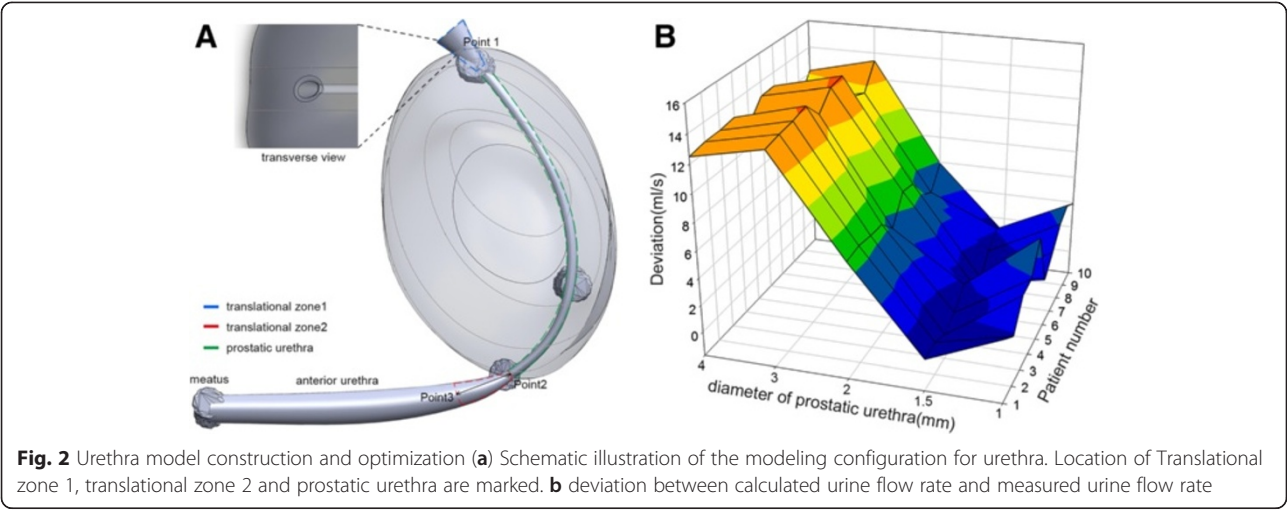 A
Point 1
transverse view
translational zone1
translational zone2
prostatic urethra
meatus
anterior urethra
Point3
Point2
B
Deviation(ml/s)
16
14
12
10
8
6
4
2
0
4
3
2
1.5
1
diameter of prostatic urethra(mm)
1
2
3
4
5
6
7
8
9
10
Patient number
Fig. 2 Urethra model construction and optimization (a) Schematic illustration of the modeling configuration for urethra. Location of Translational
zone 1, translational zone 2 and prostatic urethra are marked. b deviation between calculated urine flow rate and measured urine flow rate